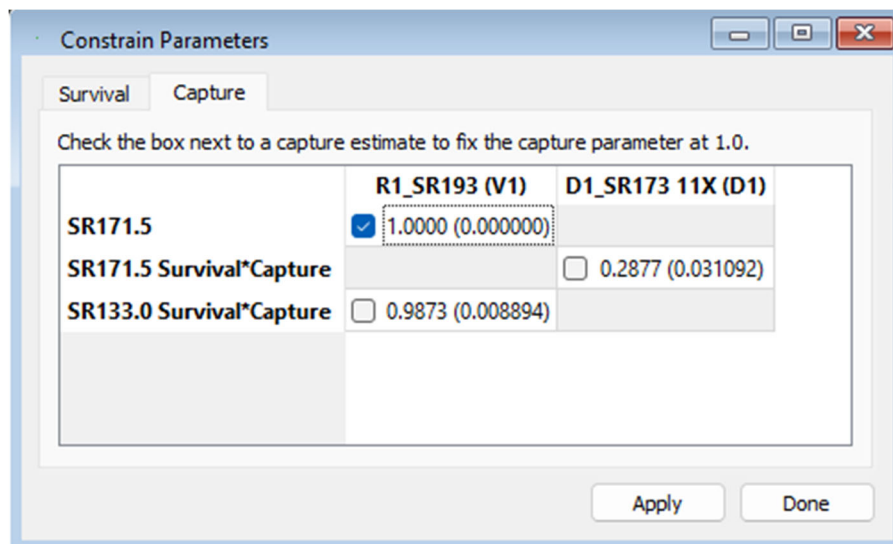 Constrain Parameters
Survival Capture
Check the box next to a capture estimate to fix the capture parameter at 1.0.
R1_SR193 (V1) D1_SR173 11X (D1)
SR171.5 1.0000 (0.000000)
SR171.5 Survival*Capture 0.2877 (0.031092)
SR133.0 Survival*Capture 0.9873 (0.008894)
Apply Done